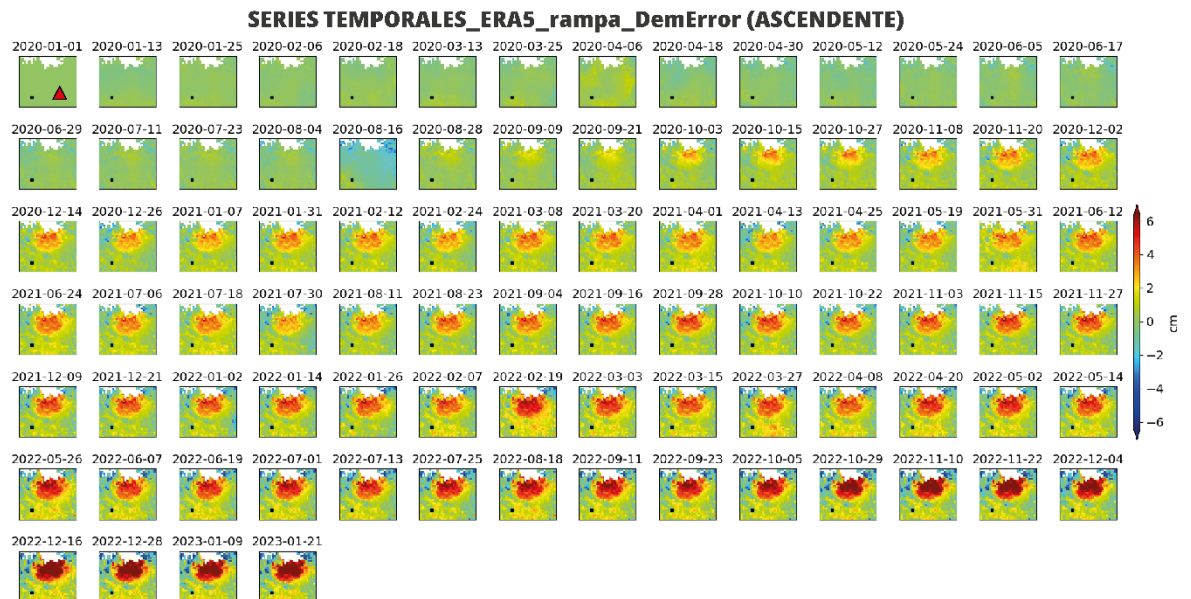 SERIES TEMPORALES_ERA5_rampa_DemError (ASCENDENTE)
2020-01-01 2020-01-13 2020-01-25 2020-02-06 2020-02-18 2020-03-13 2020-03-25 2020-04-06 2020-04-18 2020-04-30 2020-05-12 2020-05-24 2020-06-05 2020-06-17
2020-06-29 2020-07-11 2020-07-23 2020-08-04 2020-08-16 2020-08-28 2020-09-09 2020-09-21 2020-10-03 2020-10-15 2020-10-27 2020-11-08 2020-11-20 2020-12-02
2020-12-14 2020-12-26 2021-01-07 2021-01-31 2021-02-12 2021-02-24 2021-03-08 2021-03-20 2021-04-01 2021-04-13 2021-04-25 2021-05-19 2021-05-31 2021-06-12
6
4
2
0
−2
−4
−6
cm
2021-06-24 2021-07-06 2021-07-18 2021-07-30 2021-08-11 2021-08-23 2021-09-04 2021-09-16 2021-09-28 2021-10-10 2021-10-22 2021-11-03 2021-11-15 2021-11-27
2021-12-09 2021-12-21 2022-01-02 2022-01-14 2022-01-26 2022-02-07 2022-02-19 2022-03-03 2022-03-15 2022-03-27 2022-04-08 2022-04-20 2022-05-02 2022-05-14
2022-05-26 2022-06-07 2022-06-19 2022-07-01 2022-07-13 2022-07-25 2022-08-18 2022-09-11 2022-09-23 2022-10-05 2022-10-29 2022-11-10 2022-11-22 2022-12-04
2022-12-16 2022-12-28 2023-01-09 2023-01-21